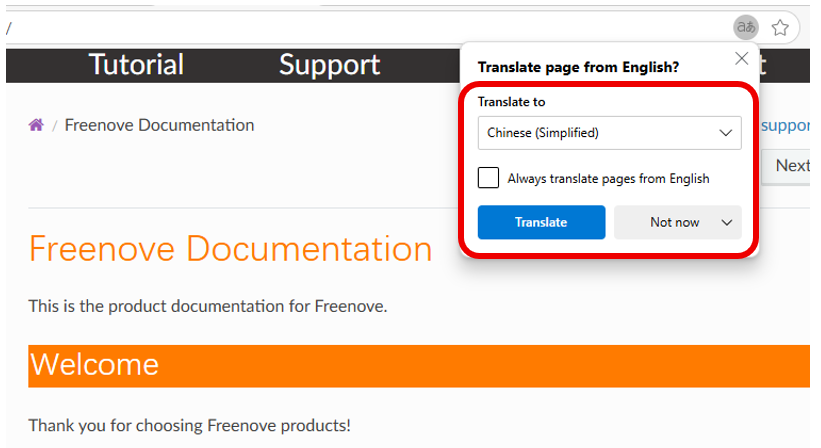 /
aあ
Tutorial
Support
t
Translate page from English?
Translate to
Chinese (Simplified)
Always translate pages from English
Translate
Not now
/ Freenove Documentation
suppor
Next
Freenove Documentation
This is the product documentation for Freenove.
Welcome
Thank you for choosing Freenove products!